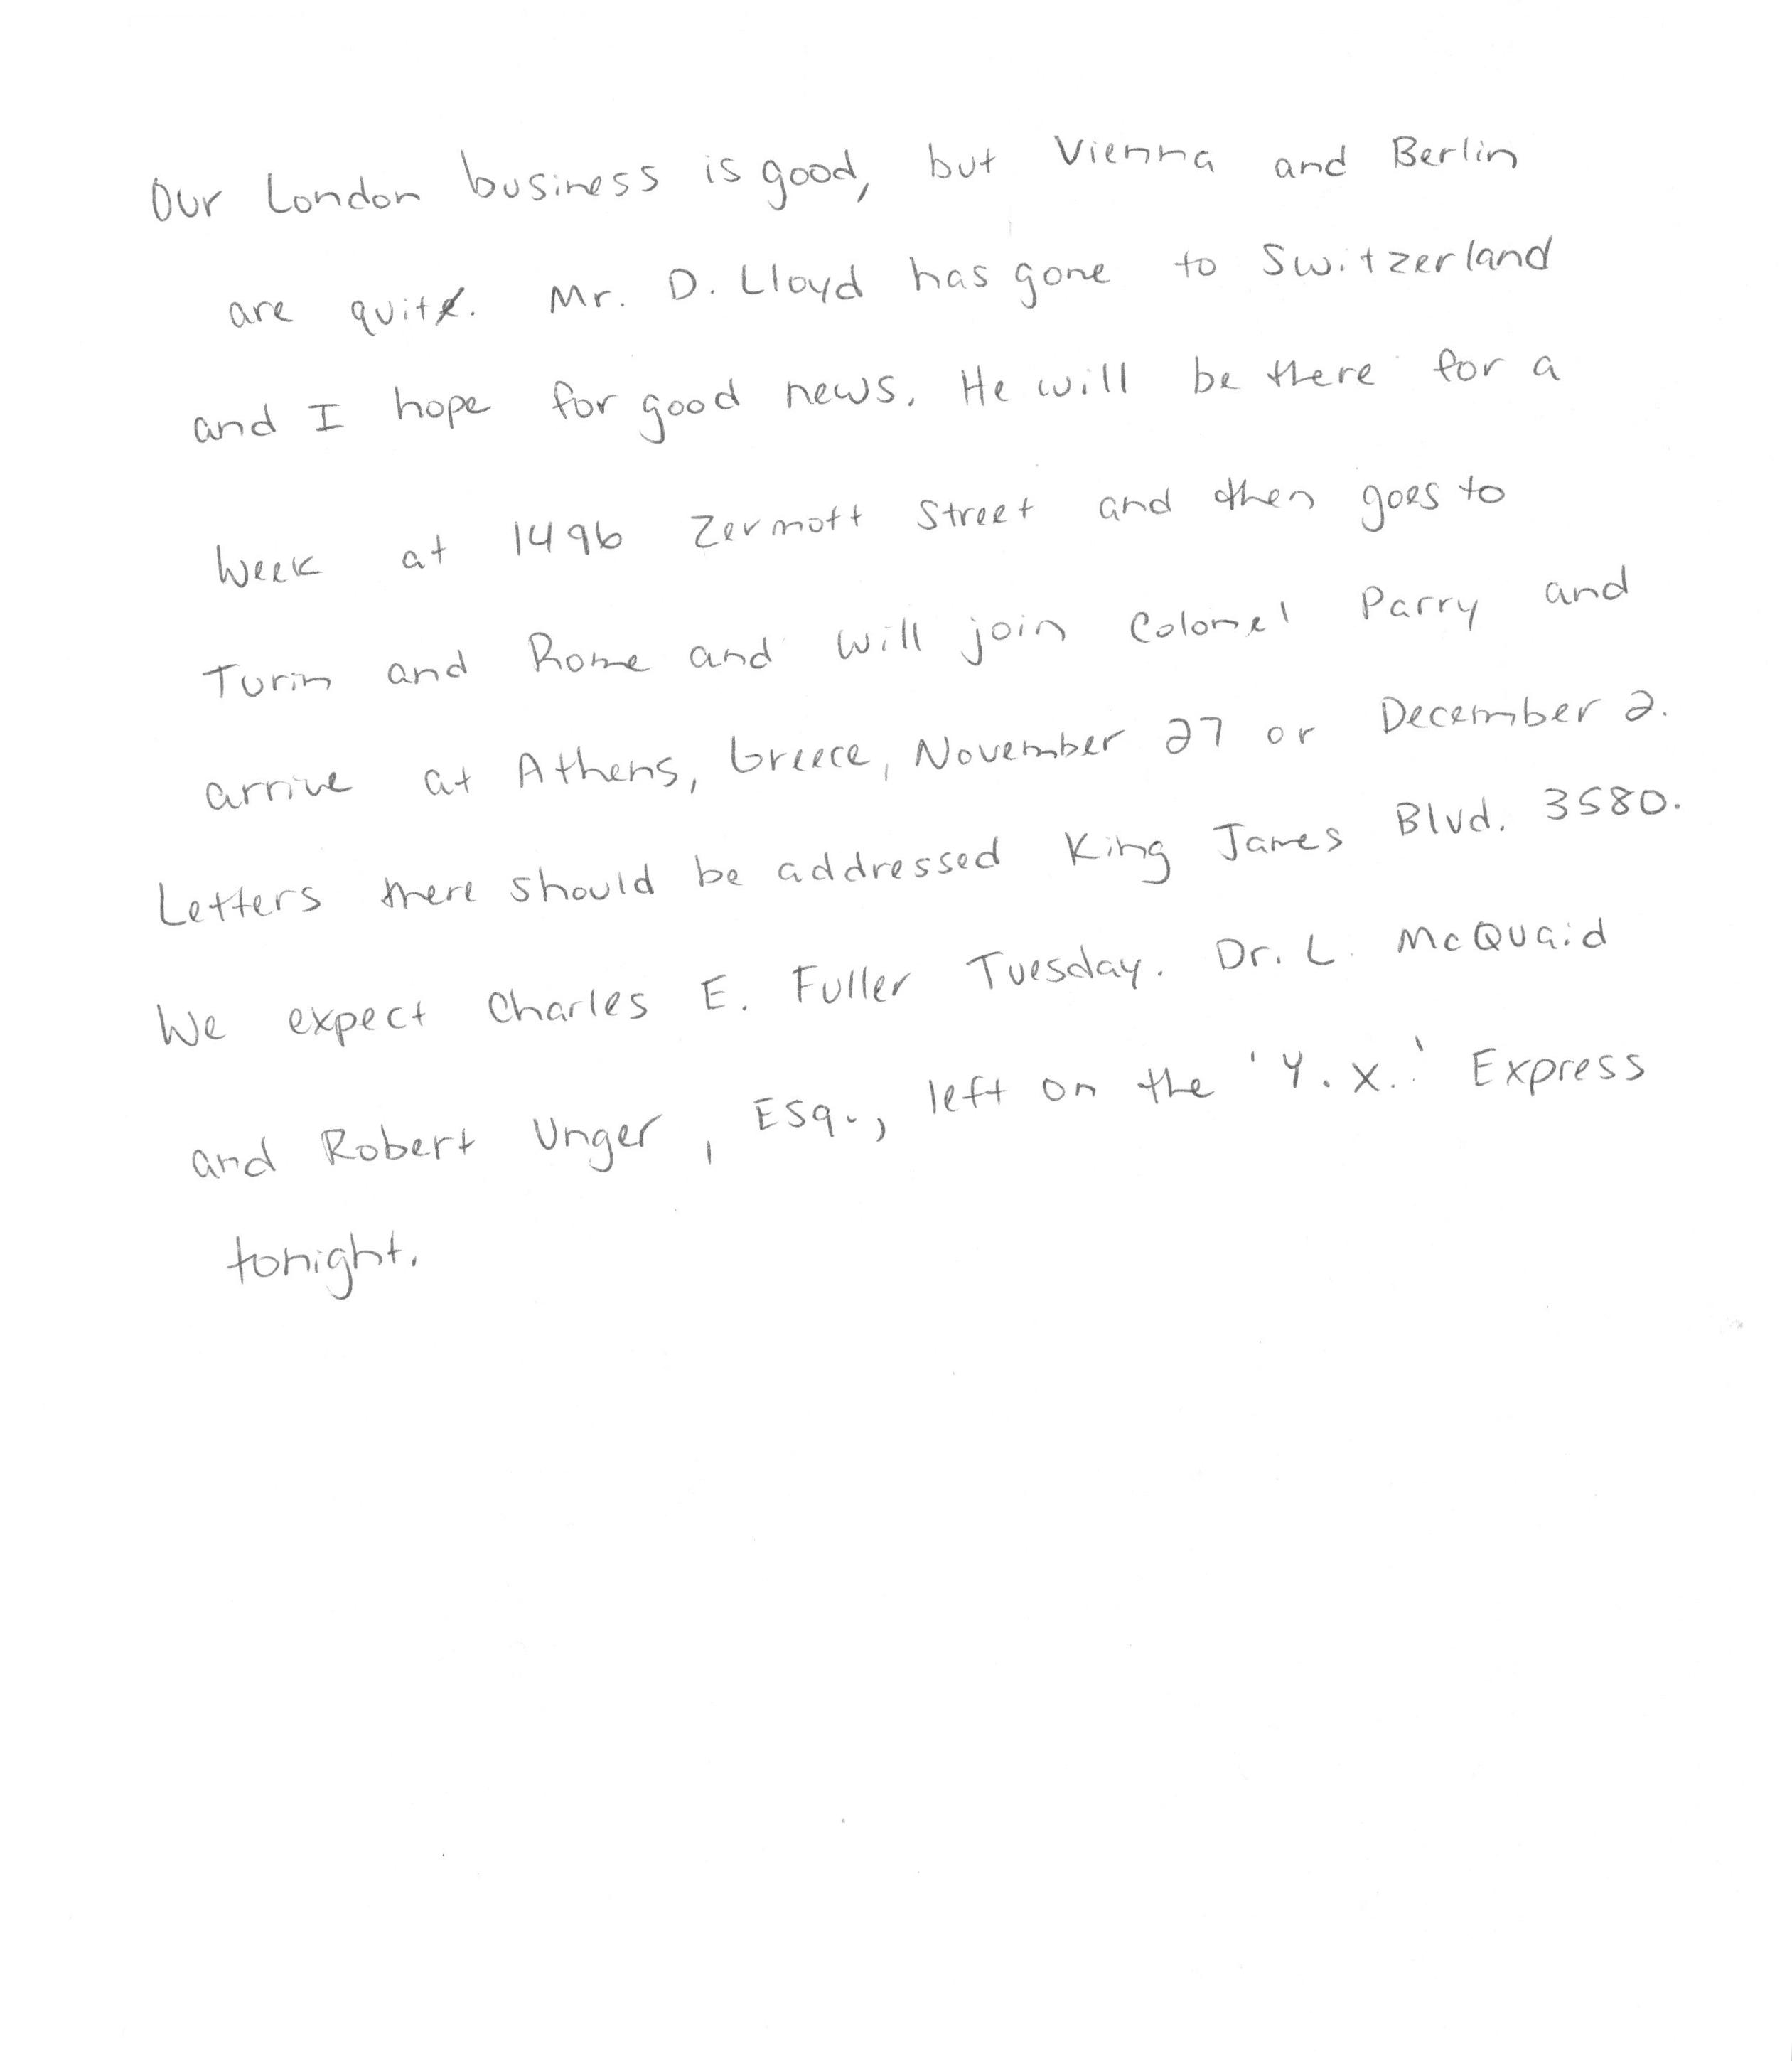 Our London business is good, but Vienna and Berlin
are quite. Mr. D. Lloyd has gone to Switzerland
and I hope for good news. He will be there for a
week at 1496 Zermott Street and then goes to
Turin and Rome and will join Colonel Parry and
arrive at Athens, Greece, November 27 or December 2.
Letters there should be addressed King James Blvd. 3580.
We expect Charles E. Fuller Tuesday. Dr. L. McQuaid
and Robert Unger, Esq., left on the 'Y.X.' Express
tonight.